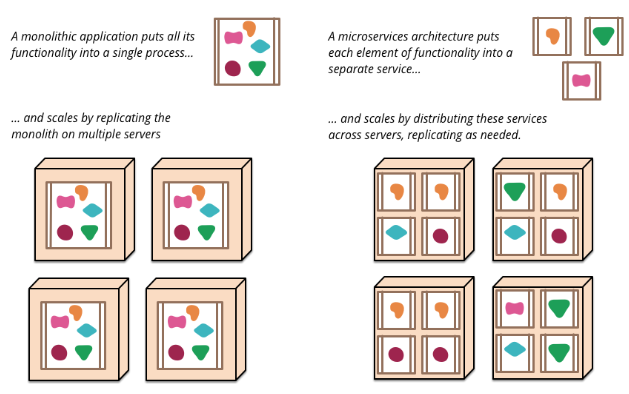 A monolithic application puts all its
functionality into a single process...
... and scales by replicating the
monolith on multiple servers
A microservices architecture puts
each element of functionality into a
separate service...
... and scales by distributing these services
across servers, replicating as needed.